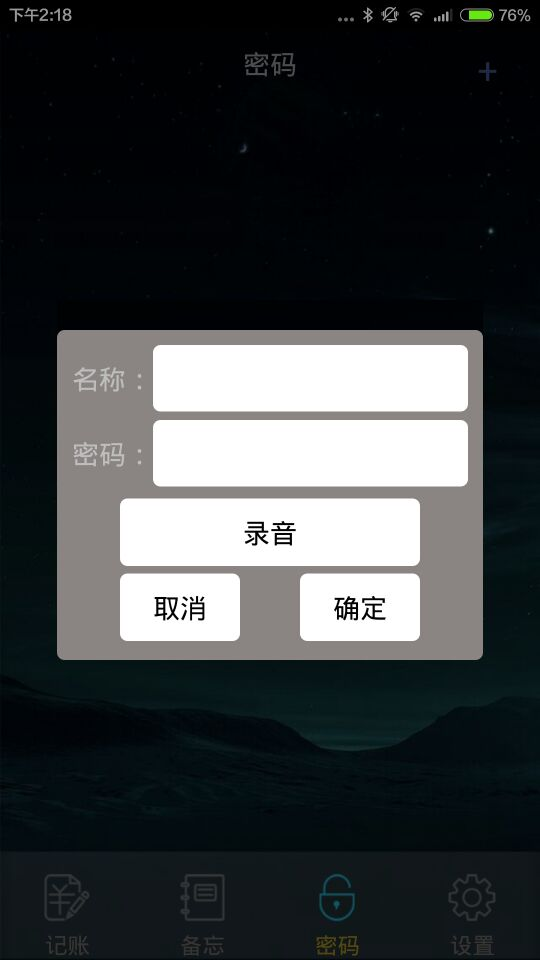 下午2:18 ... 76%
密码 +
名称：
密码：
录音
取消 确定
记账 备忘 密码 设置